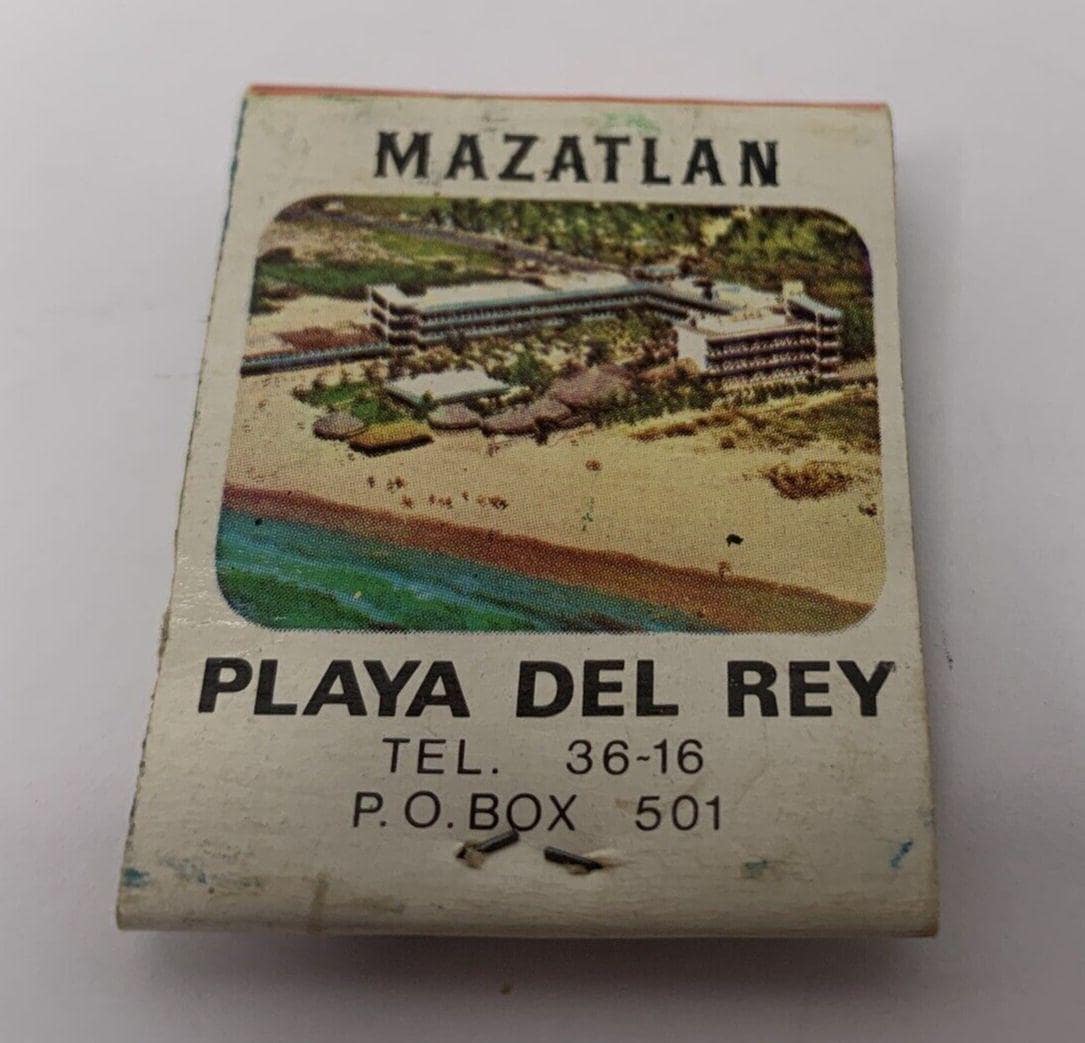 MAZATLAN
PLAYA DEL REY
TEL. 36-16
P.O. BOX 501